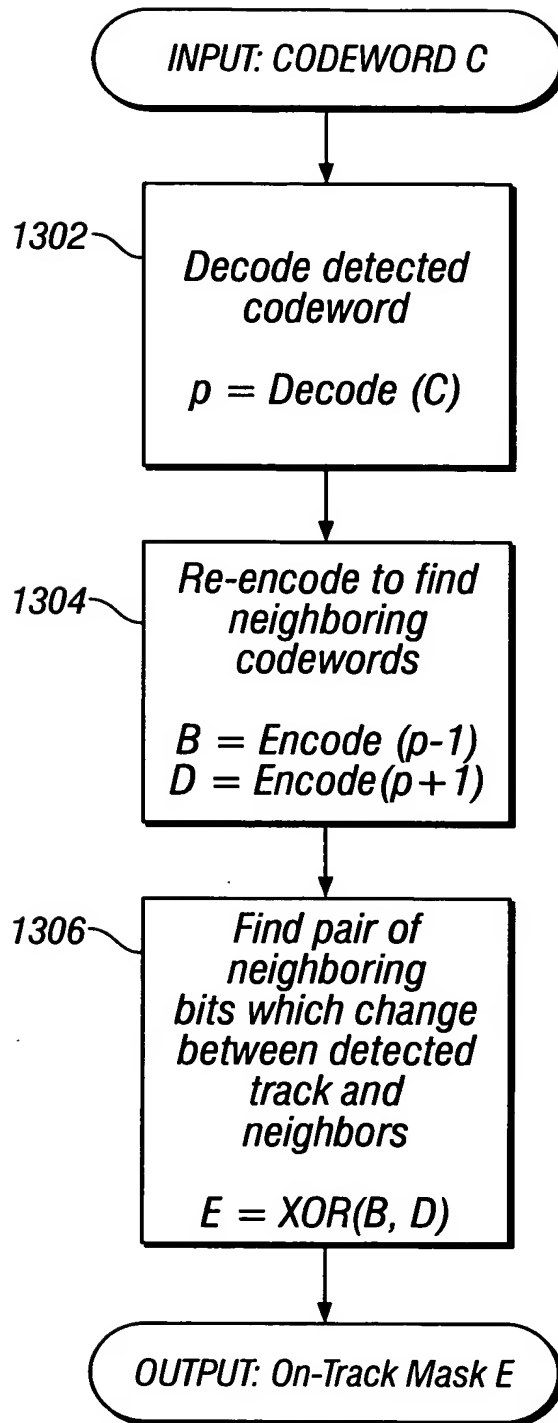 INPUT: CODEWORD C
1302
Decode detected
codeword
p = Decode (C)
1304
Re-encode to find
neighboring
codewords
B = Encode (p-1)
D = Encode(p+1)
1306
Find pair of
neighboring
bits which change
between detected
track and
neighbors
E = XOR(B, D)
OUTPUT: On-Track Mask E